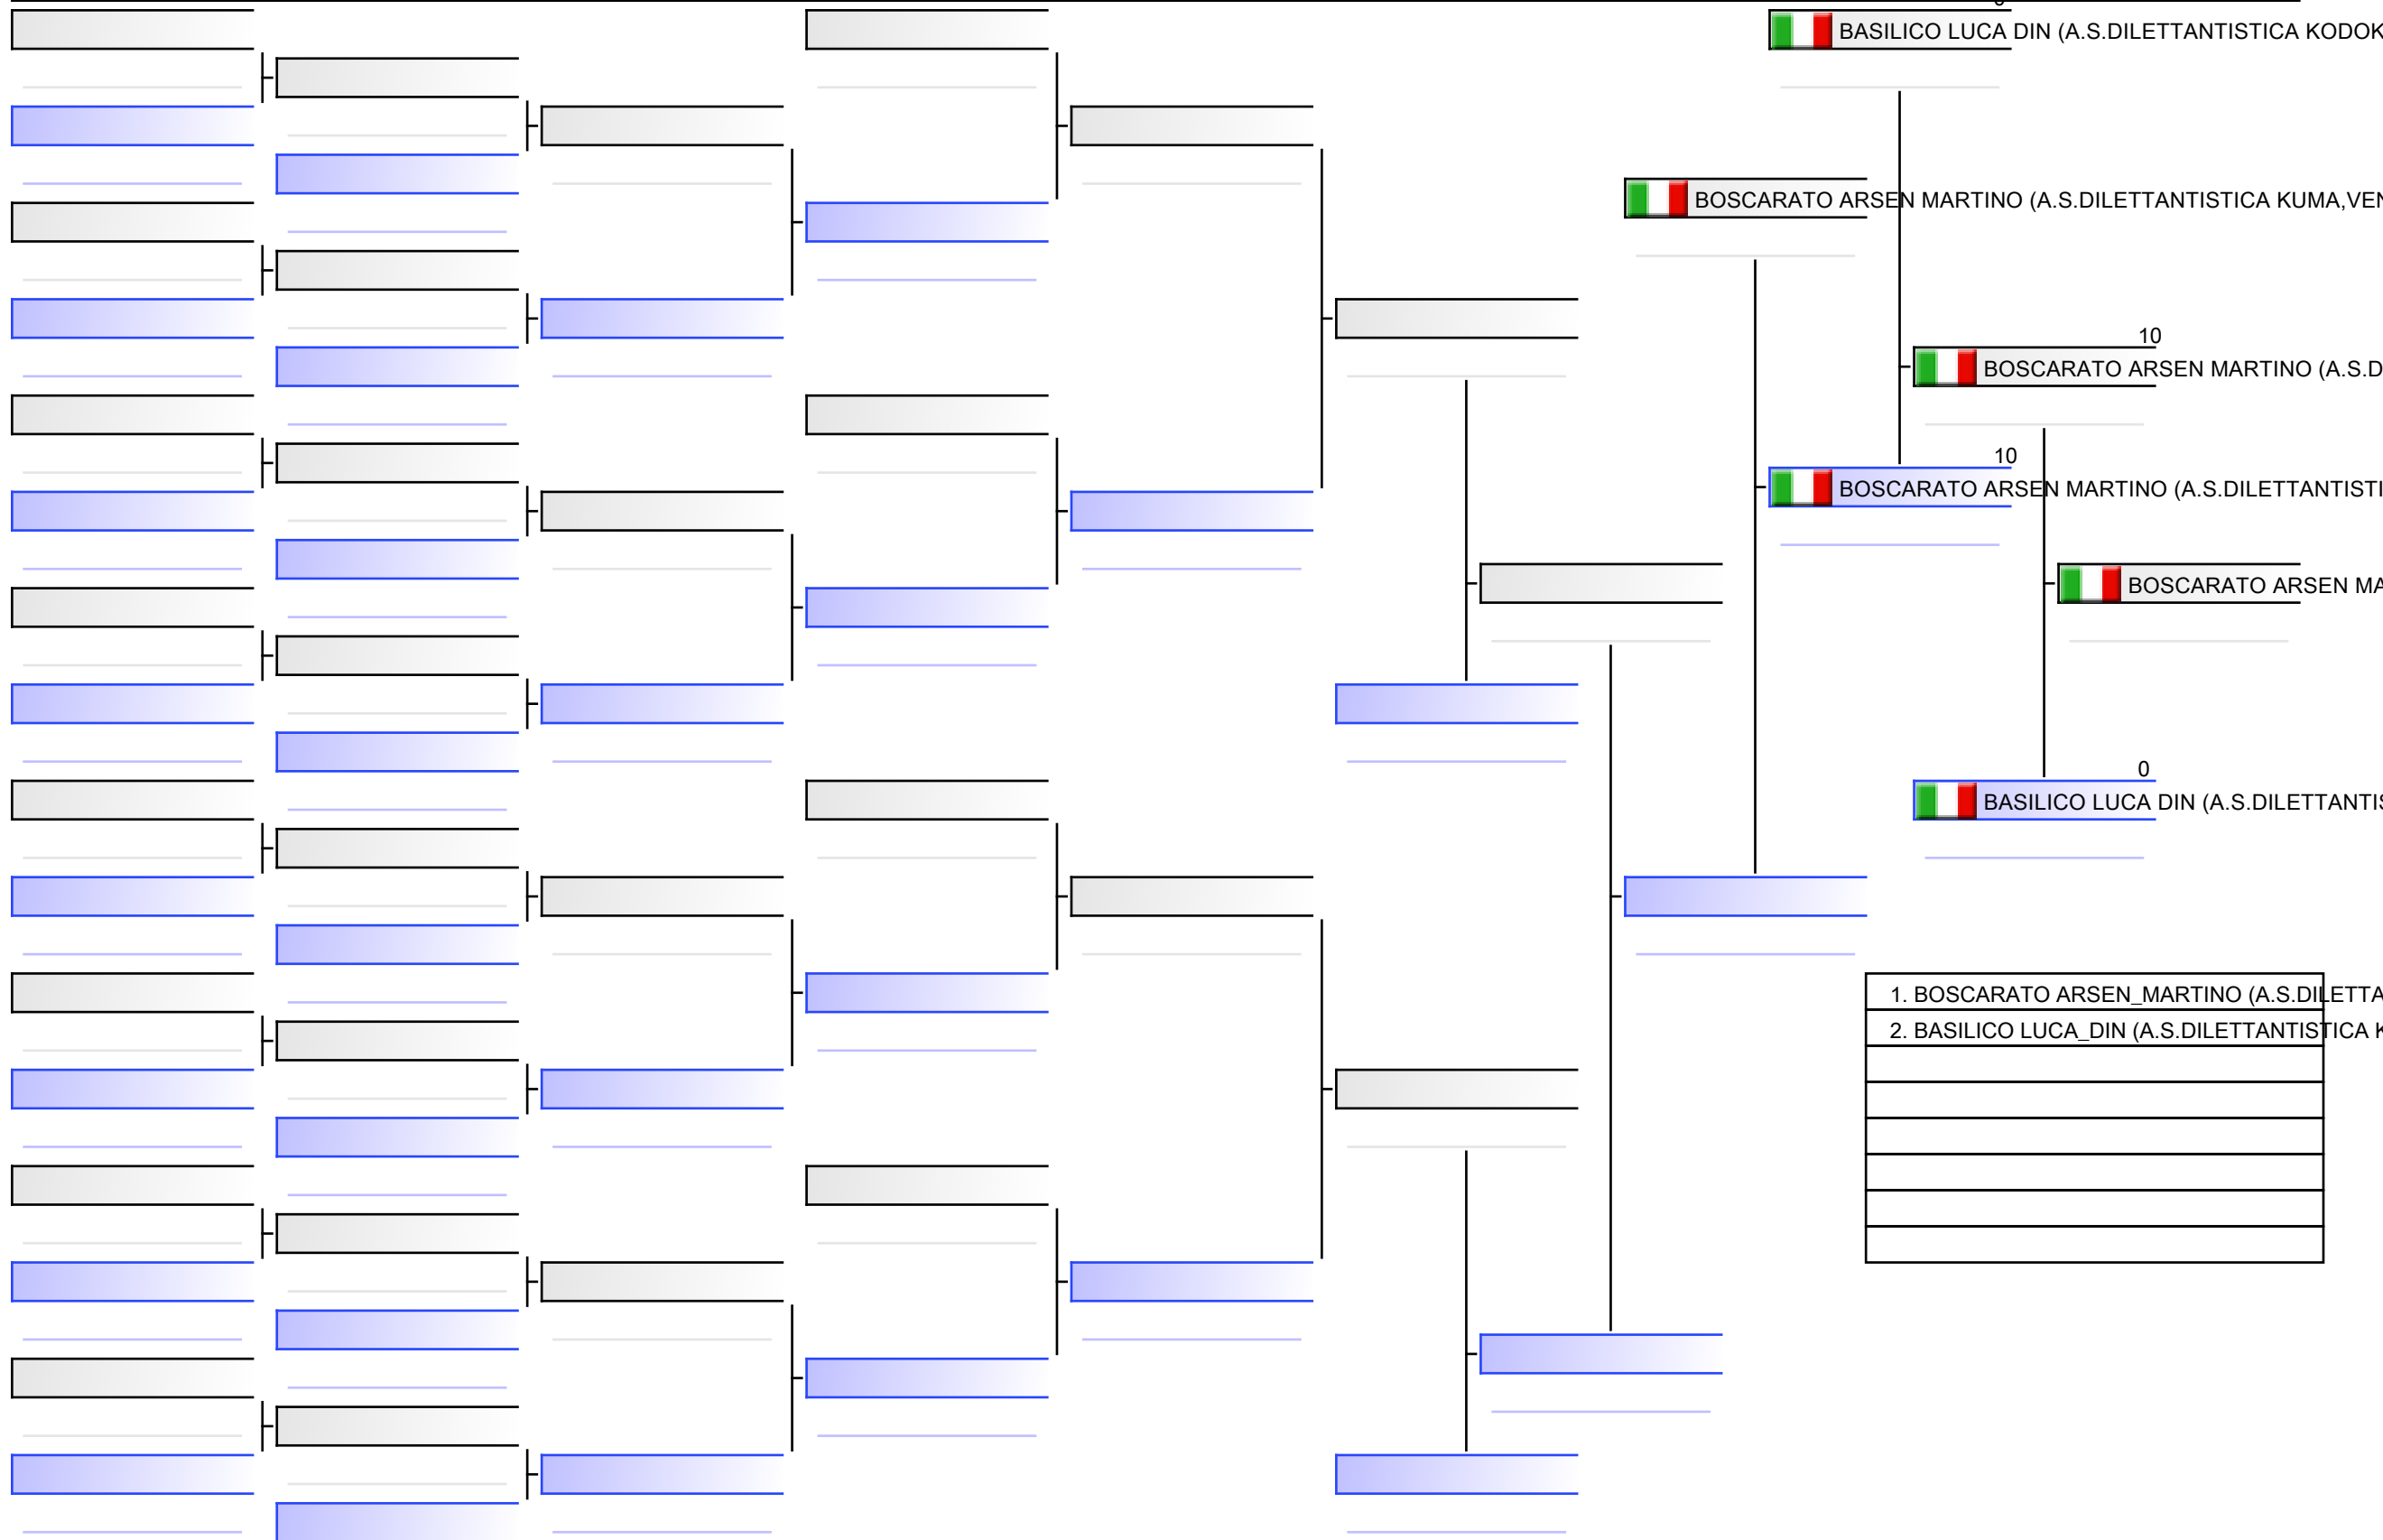 BASILICO LUCA DIN (A.S.DILETTANTISTICA KODOK
BOSCARATO ARSEN MARTINO (A.S.DILETTANTISTICA KUMA,VEN
10
BOSCARATO ARSEN MARTINO (A.S.D
10
BOSCARATO ARSEN MARTINO (A.S.DILETTANTISTI
BOSCARATO ARSEN MA
0
BASILICO LUCA DIN (A.S.DILETTANTIS
1. BOSCARATO ARSEN_MARTINO (A.S.DILETTA
2. BASILICO LUCA_DIN (A.S.DILETTANTISTICA K